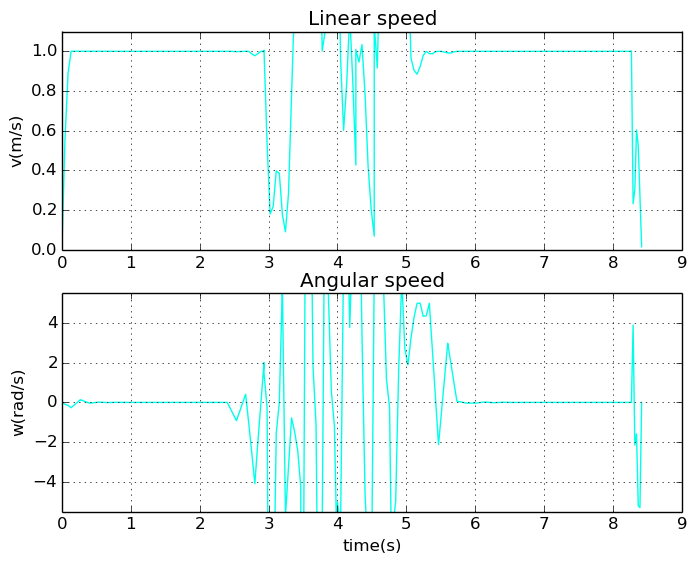 Linear speed
1.0
0.8
0.6
0.4
0.2
0.0
v(m/s)
0 1 2 3 4 5 6 7 8 9
Angular speed
4
2
0
−2
−4
w(rad/s)
0 1 2 3 4 5 6 7 8 9
time(s)